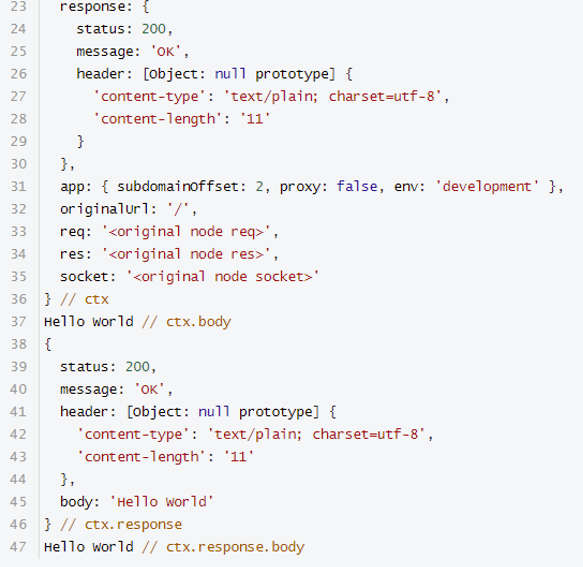 23 response: {
24 status: 200,
25 message: 'OK',
26 header: [Object: null prototype] {
27 'content-type': 'text/plain; charset=utf-8',
28 'content-length': '11'
29 }
30 },
31 app: { subdomainOffset: 2, proxy: false, env: 'development' },
32 originalUrl: '/',
33 req: '<original node req>',
34 res: '<original node res>',
35 socket: '<original node socket>'
36 } // ctx
37 Hello World // ctx.body
38 {
39 status: 200,
40 message: 'OK',
41 header: [Object: null prototype] {
42 'content-type': 'text/plain; charset=utf-8',
43 'content-length': '11'
44 },
45 body: 'Hello World'
46 } // ctx.response
47 Hello World // ctx.response.body